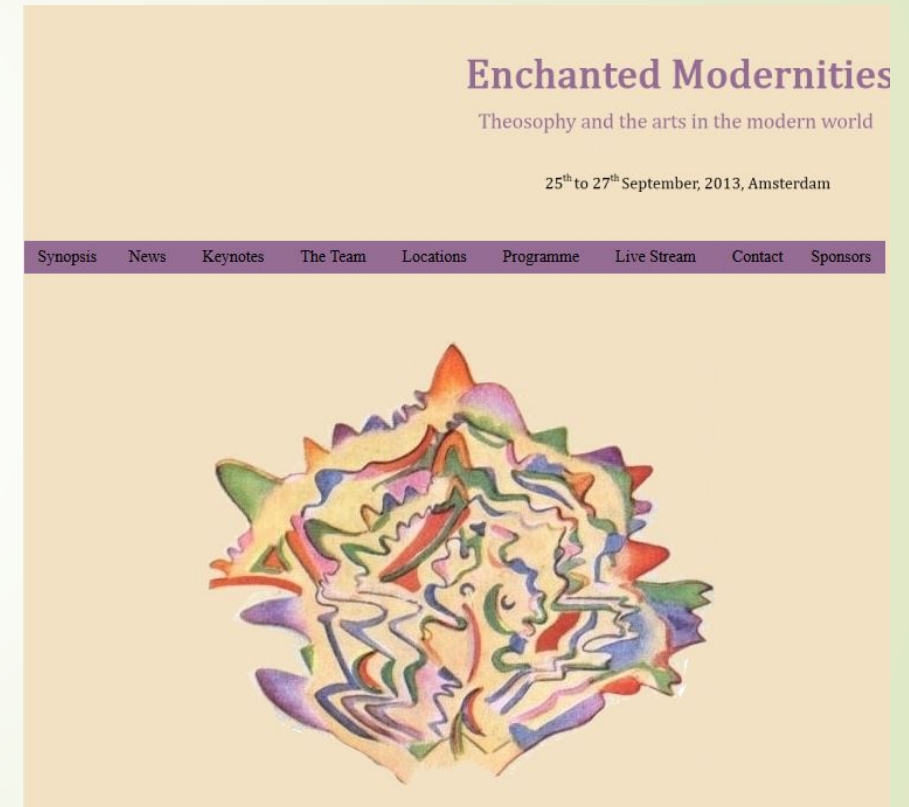 Enchanted Modernities
Theosophy and the arts in the modern world
25th to 27th September, 2013, Amsterdam
Synopsis News Keynotes The Team Locations Programme Live Stream Contact Sponsors